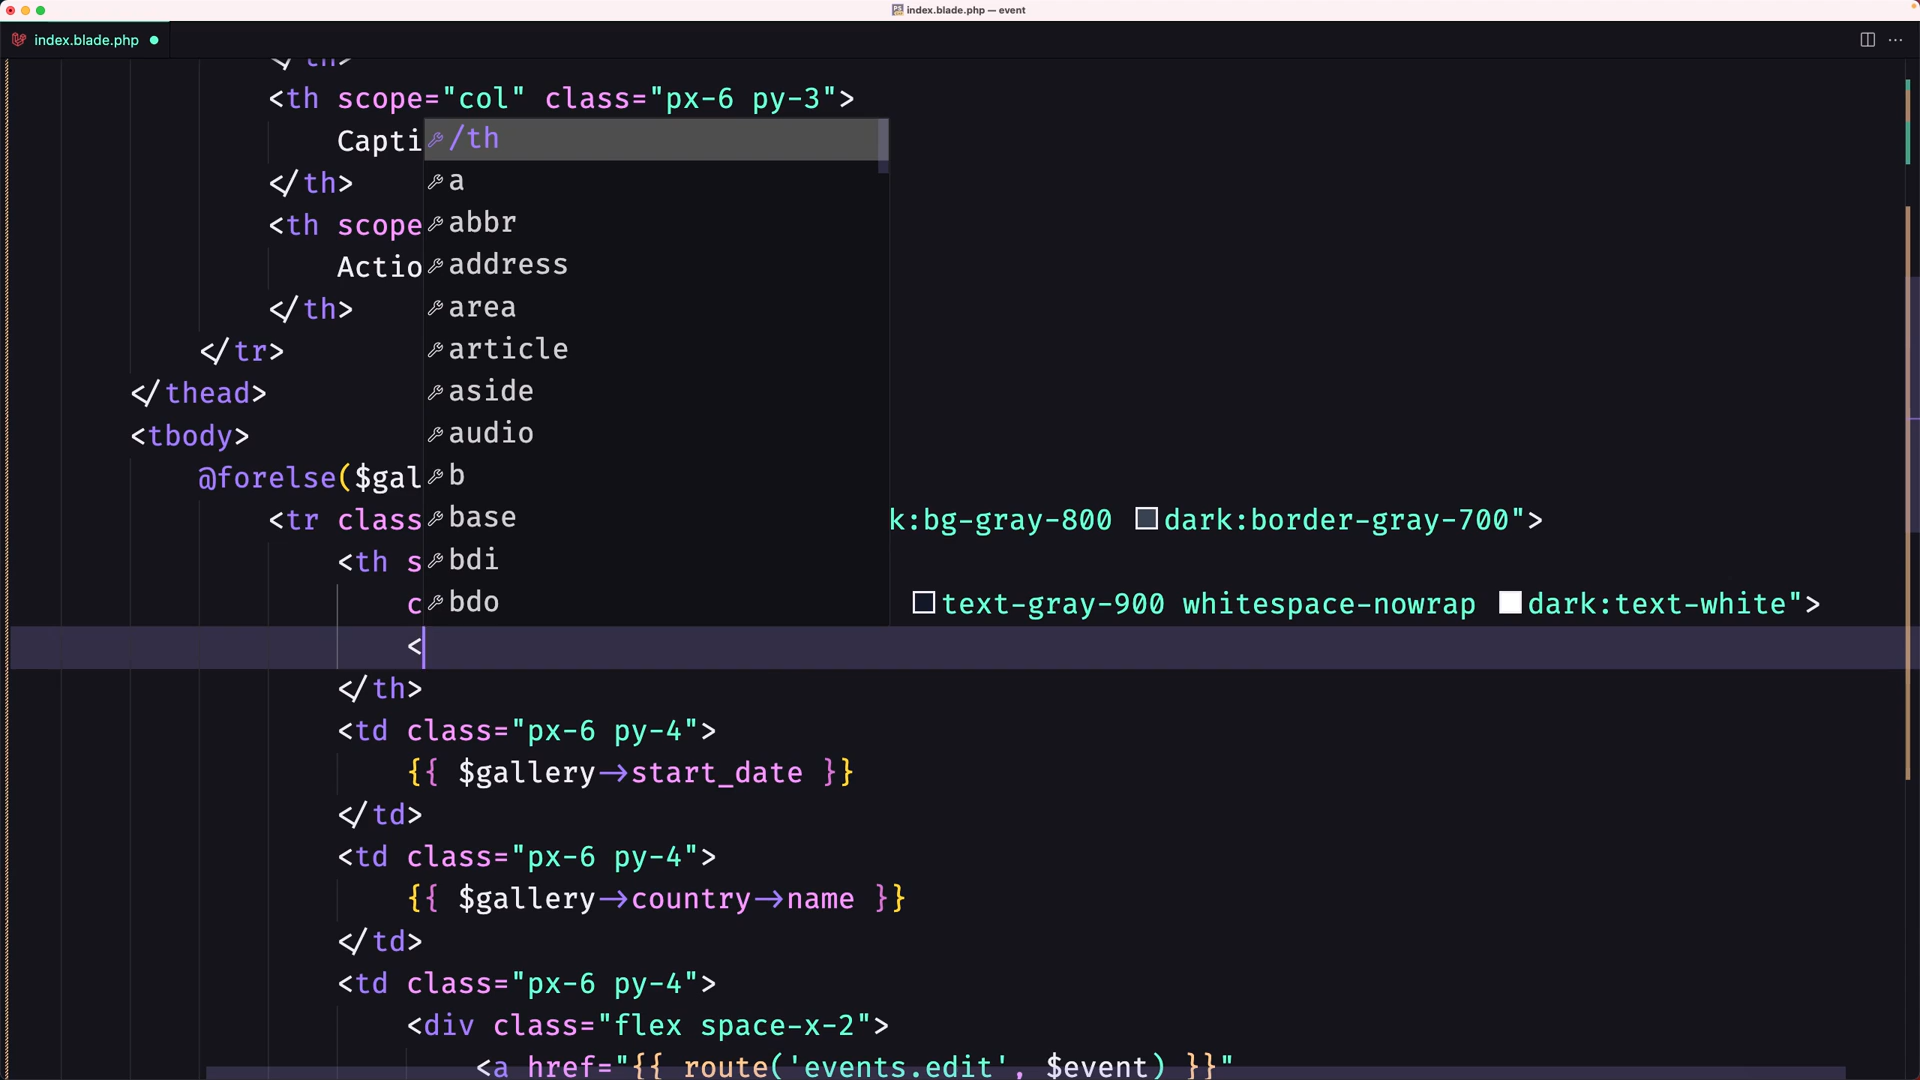 index.blade.php — event
index.blade.php
</th>
<th scope="col" class="px-6 py-3">
Capti
/th
</th>
a
<th scope
abbr
Actio
address
</th>
area
</tr>
article
</thead>
aside
<tbody>
audio
@forelse($gal
b
<tr class
base
k:bg-gray-800 dark:border-gray-700">
<th s
bdi
c
bdo
text-gray-900 whitespace-nowrap dark:text-white">
<
</th>
<td class="px-6 py-4">
{{ $gallery->start_date }}
</td>
<td class="px-6 py-4">
{{ $gallery->country->name }}
</td>
<td class="px-6 py-4">
<div class="flex space-x-2">
<a href="{{ route('events.edit', $event) }}"